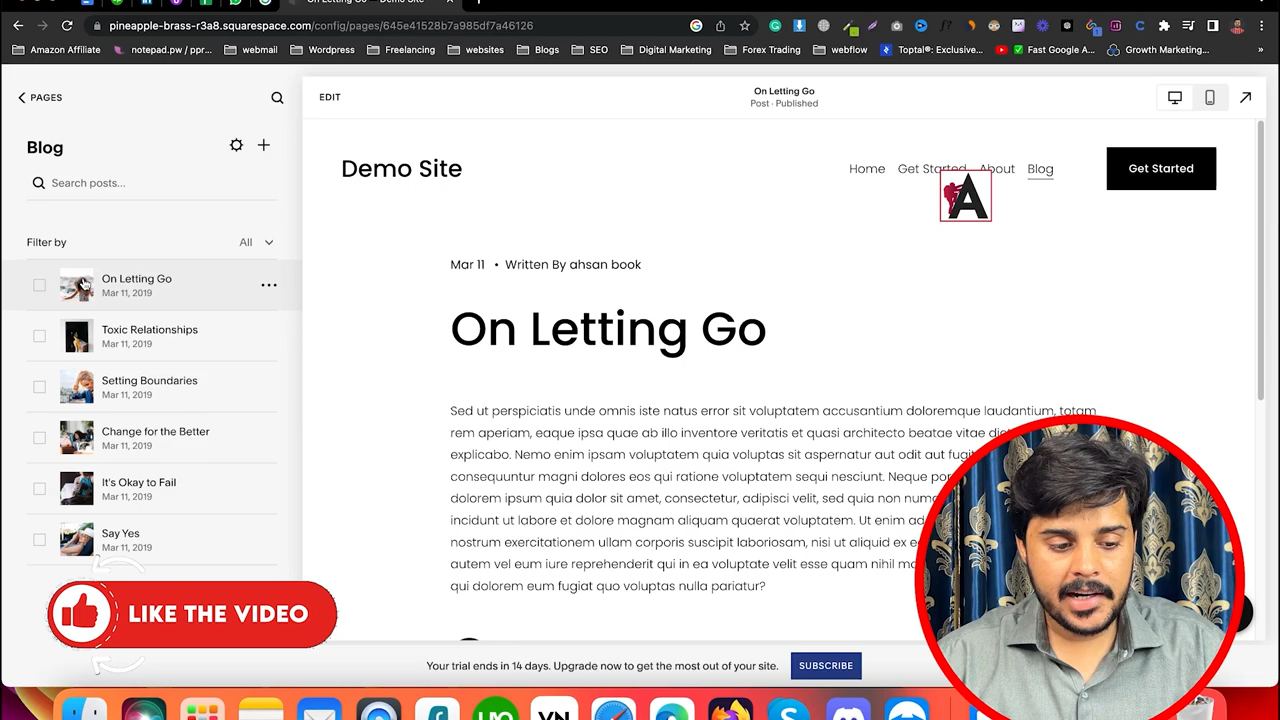 On Letting Go — Demo Site
pineapple-brass-r3a8.squarespace.com/config/pages/645e41528b7a985df7a46126
Amazon Affiliate
notepad.pw / ppr...
webmail
Wordpress
Freelancing
websites
Blogs
SEO
Digital Marketing
Forex Trading
webflow
Toptal®: Exclusive...
Fast Google A...
Growth Marketing...
»
PAGES
Blog
Search posts...
Filter by
All
On Letting Go
Mar 11, 2019
Toxic Relationships
Mar 11, 2019
Setting Boundaries
Mar 11, 2019
Change for the Better
Mar 11, 2019
It's Okay to Fail
Mar 11, 2019
Say Yes
Mar 11, 2019
LIKE THE VIDEO
EDIT
On Letting Go
Post · Published
Demo Site
Home
Get Started
About
Blog
Get Started
A
Mar 11 • Written By ahsan book
On Letting Go
Sed ut perspiciatis unde omnis iste natus error sit voluptatem accusantium doloremque laudantium, totam
rem aperiam, eaque ipsa quae ab illo inventore veritatis et quasi architecto beatae vitae
explicabo. Nemo enim ipsam voluptatem quia voluptas sit aspernatur aut odit aut
consequuntur magni dolores eos qui ratione voluptatem sequi nesciunt. Neque
dolorem ipsum quia dolor sit amet, consectetur, adipisci velit, sed quia non
incidunt ut labore et dolore magnam aliquam quaerat voluptatem. Ut enim ad
nostrum exercitationem ullam corporis suscipit laboriosam, nisi ut aliquid ex
autem vel eum iure reprehenderit qui in ea voluptate velit esse quam nihil
qui dolorem eum fugiat quo voluptas nulla pariatur?
Your trial ends in 14 days. Upgrade now to get the most out of your site.
SUBSCRIBE